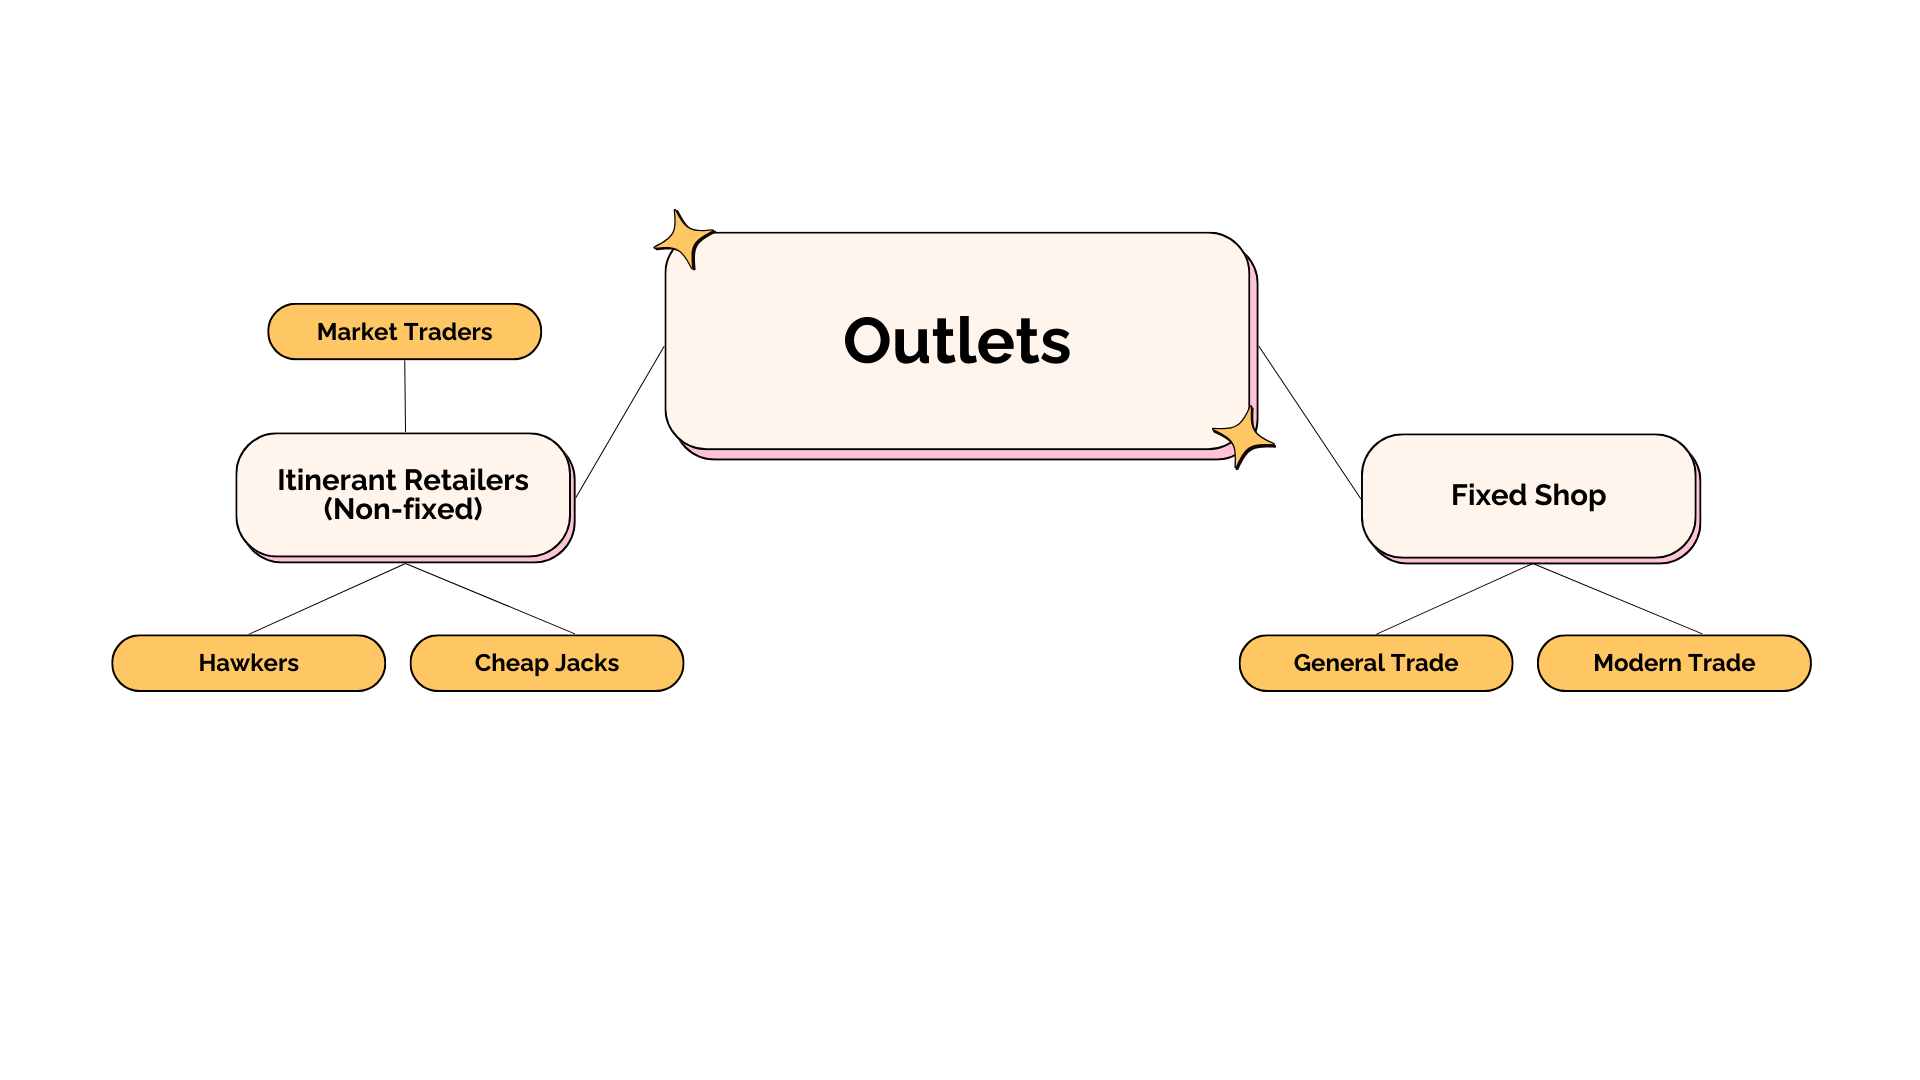 Outlets
Market Traders
Itinerant Retailers
(Non-fixed)
Fixed Shop
Hawkers
Cheap Jacks
General Trade
Modern Trade